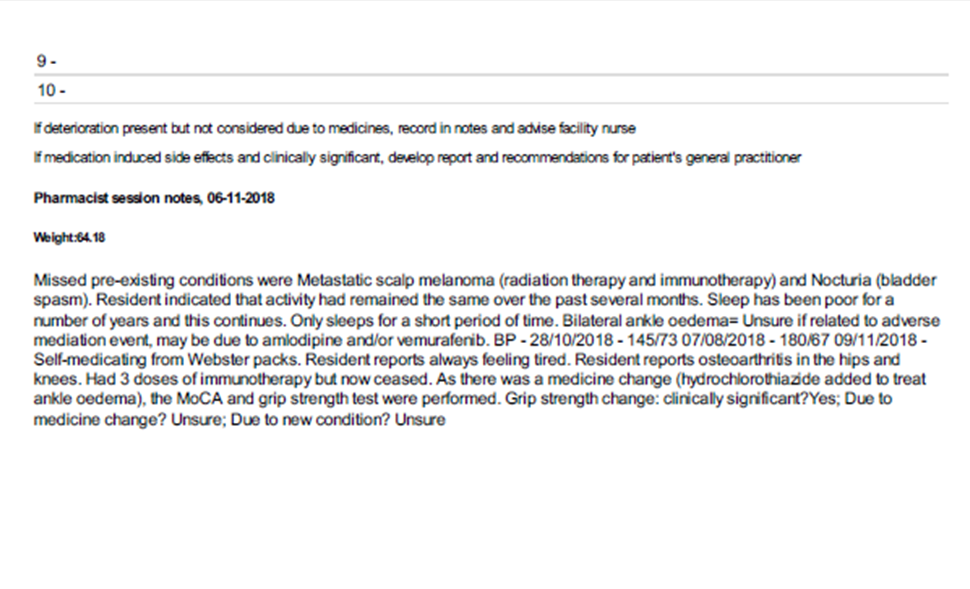 9 -
10 -
If deterioration present but not considered due to medicines, record in notes and advise facility nurse
If medication induced side effects and clinically significant, develop report and recommendations for patient's general practitioner
Pharmacist session notes, 06-11-2018
Weight:64.18
Missed pre-existing conditions were Metastatic scalp melanoma (radiation therapy and immunotherapy) and Nocturia (bladder
spasm). Resident indicated that activity had remained the same over the past several months. Sleep has been poor for a
number of years and this continues. Only sleeps for a short period of time. Bilateral ankle oedema= Unsure if related to adverse
mediation event, may be due to amlodipine and/or vemurafenib. BP - 28/10/2018 - 145/73 07/08/2018 - 180/67 09/11/2018 -
Self-medicating from Webster packs. Resident reports always feeling tired. Resident reports osteoarthritis in the hips and
knees. Had 3 doses of immunotherapy but now ceased. As there was a medicine change (hydrochlorothiazide added to treat
ankle oedema), the MoCA and grip strength test were performed. Grip strength change: clinically significant?Yes; Due to
medicine change? Unsure; Due to new condition? Unsure